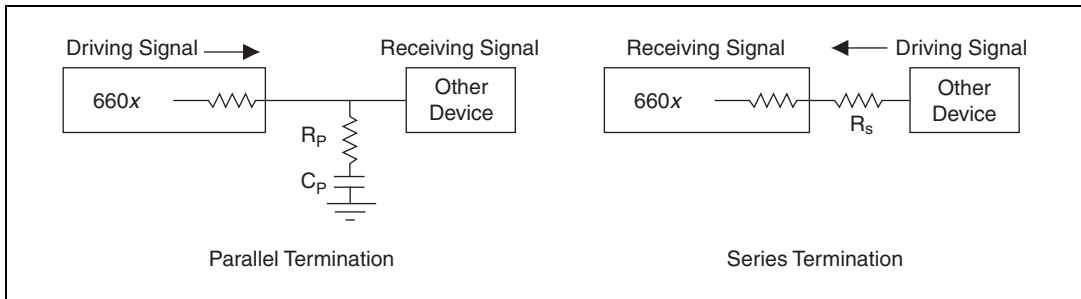 Driving Signal
Receiving Signal
660x
Other
Device
R_P
C_P
Parallel Termination
Receiving Signal
Driving Signal
660x
Other
Device
R_s
Series Termination